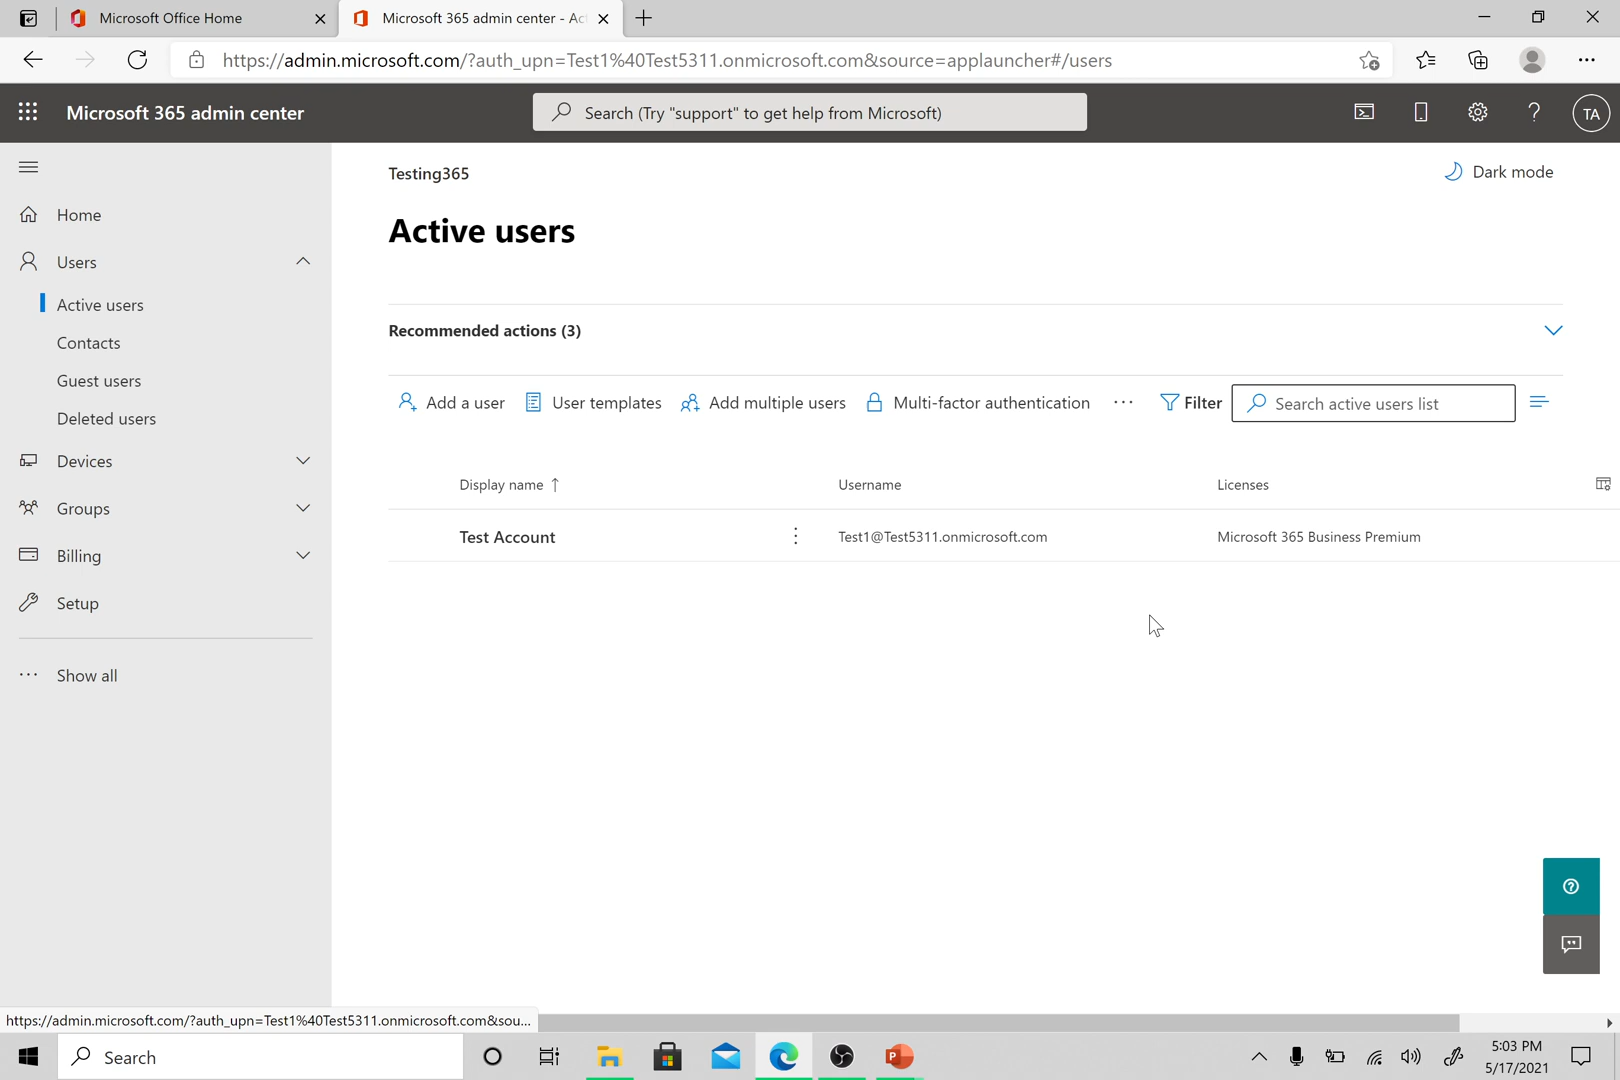 Microsoft Office Home
Microsoft 365 admin center - Ac
https://admin.microsoft.com/?auth_upn=Test1%40Test5311.onmicrosoft.com&source=applauncher#/users
Microsoft 365 admin center
Search (Try "support" to get help from Microsoft)
TA
Testing365
Dark mode
Active users
Home
Users
Active users
Contacts
Guest users
Deleted users
Devices
Groups
Billing
Setup
Show all
Recommended actions (3)
Add a user
User templates
Add multiple users
Multi-factor authentication
Filter
Search active users list
Display name ↑
Username
Licenses
Test Account
Test1@Test5311.onmicrosoft.com
Microsoft 365 Business Premium
https://admin.microsoft.com/?auth_upn=Test1%40Test5311.onmicrosoft.com&sou...
Search
5:03 PM
5/17/2021